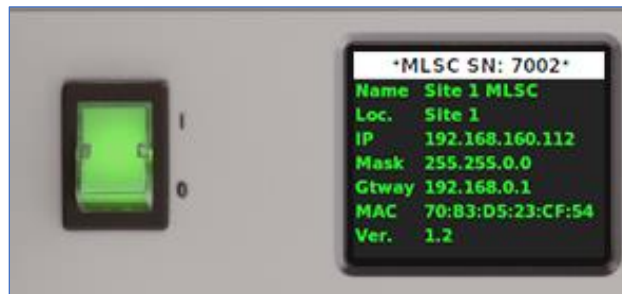 *MLSC SN: 7002*
Name Site 1 MLSC
Loc. Site 1
IP 192.168.160.112
Mask 255.255.0.0
Gtway 192.168.0.1
MAC 70:B3:D5:23:CF:54
Ver. 1.2
I
0